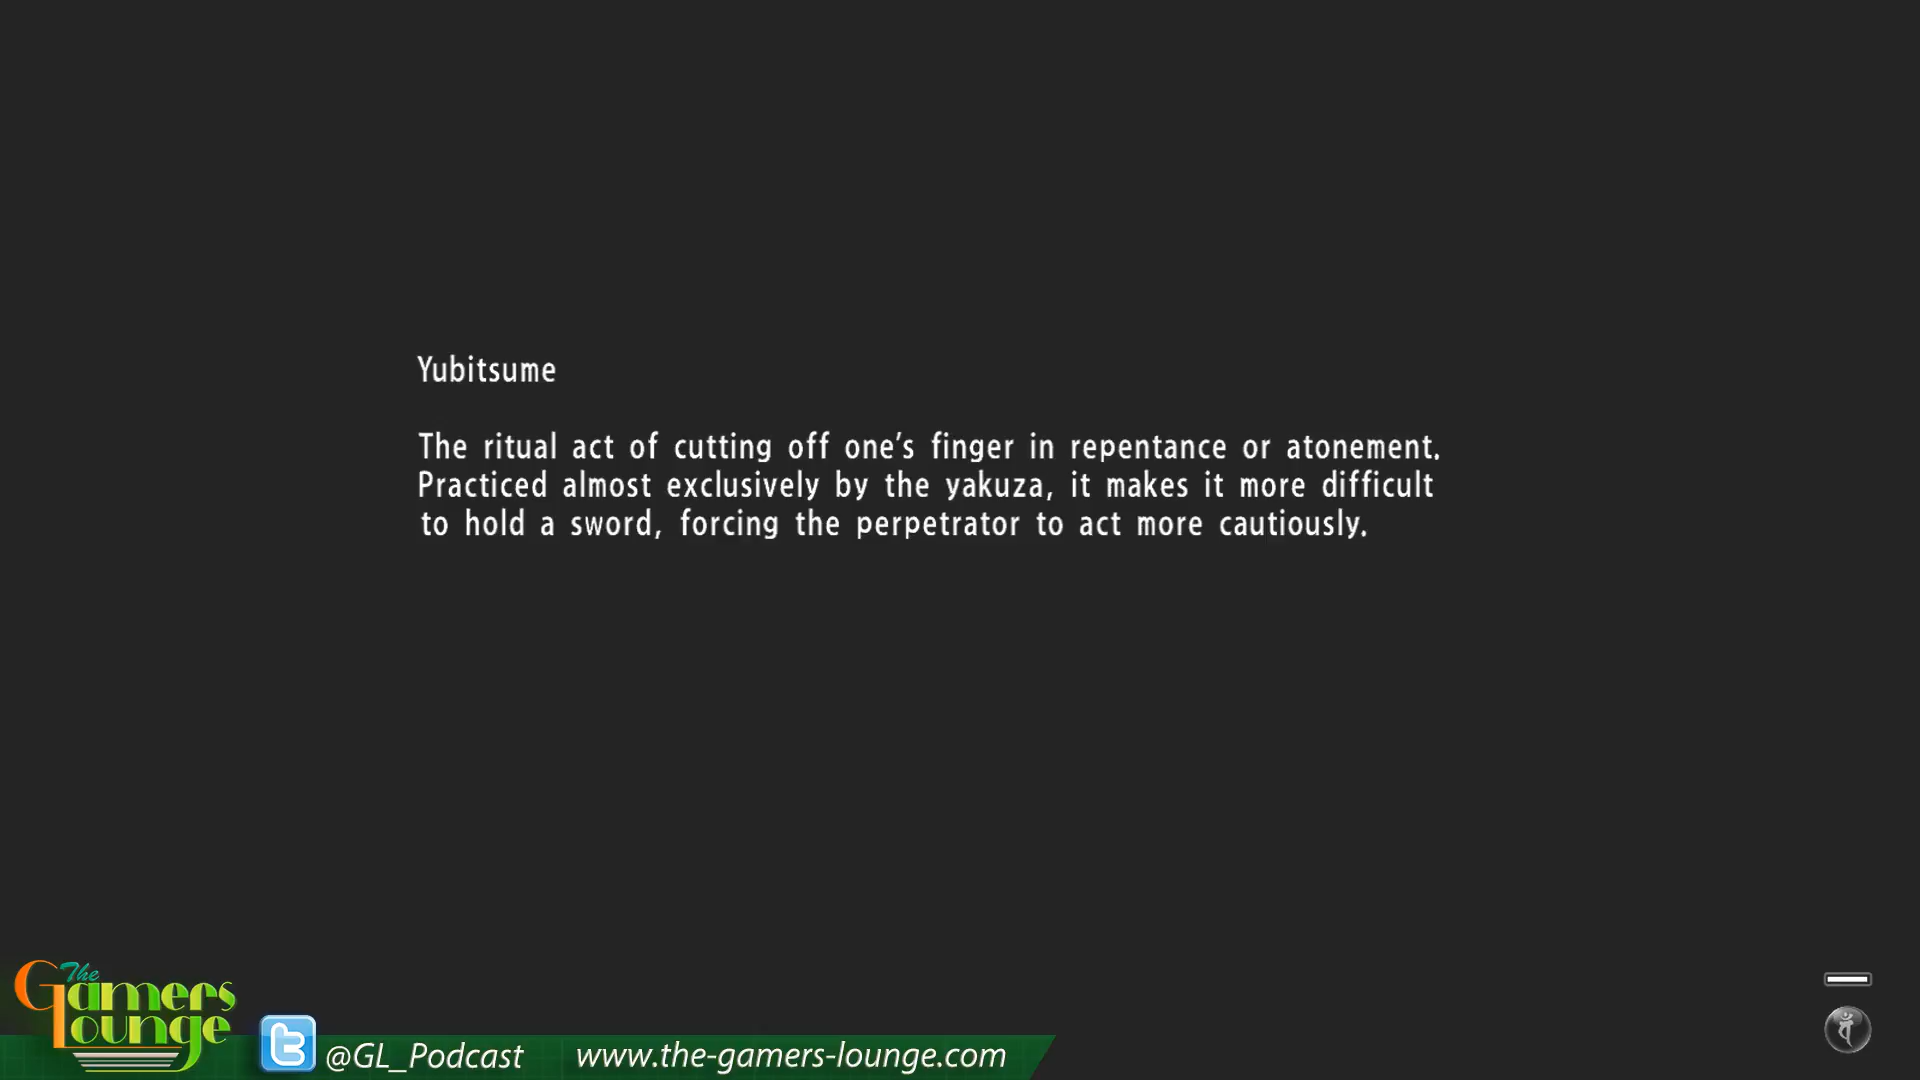 Yubitsume
The ritual act of cutting off one’s finger in repentance or atonement.
Practiced almost exclusively by the yakuza, it makes it more difficult
to hold a sword, forcing the perpetrator to act more cautiously.
The
Gamers
Lounge
@GL_Podcast
www.the-gamers-lounge.com